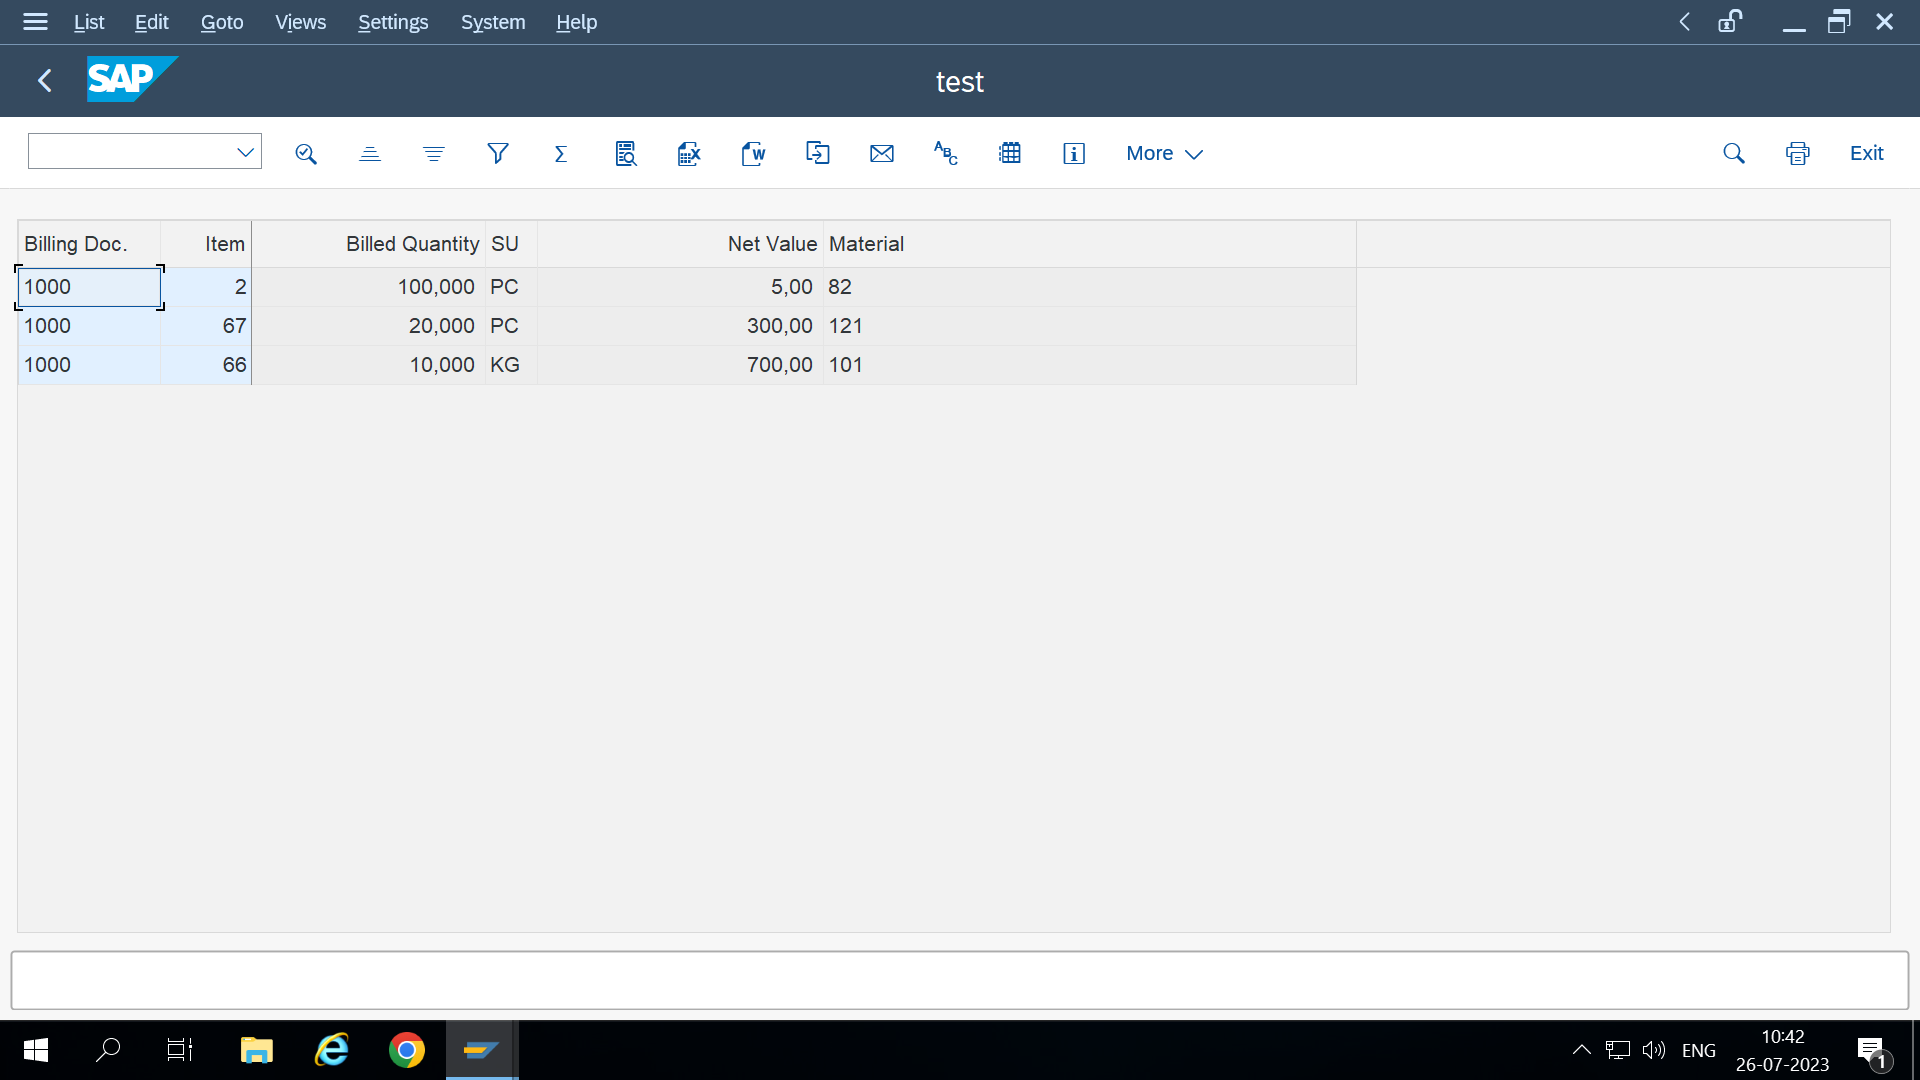 List Edit Goto Views Settings System Help
SAP
test
More
Exit
Billing Doc. Item Billed Quantity SU Net Value Material
1000 2 100,000 PC 5,00 82
1000 67 20,000 PC 300,00 121
1000 66 10,000 KG 700,00 101
ENG
10:42
26-07-2023
1